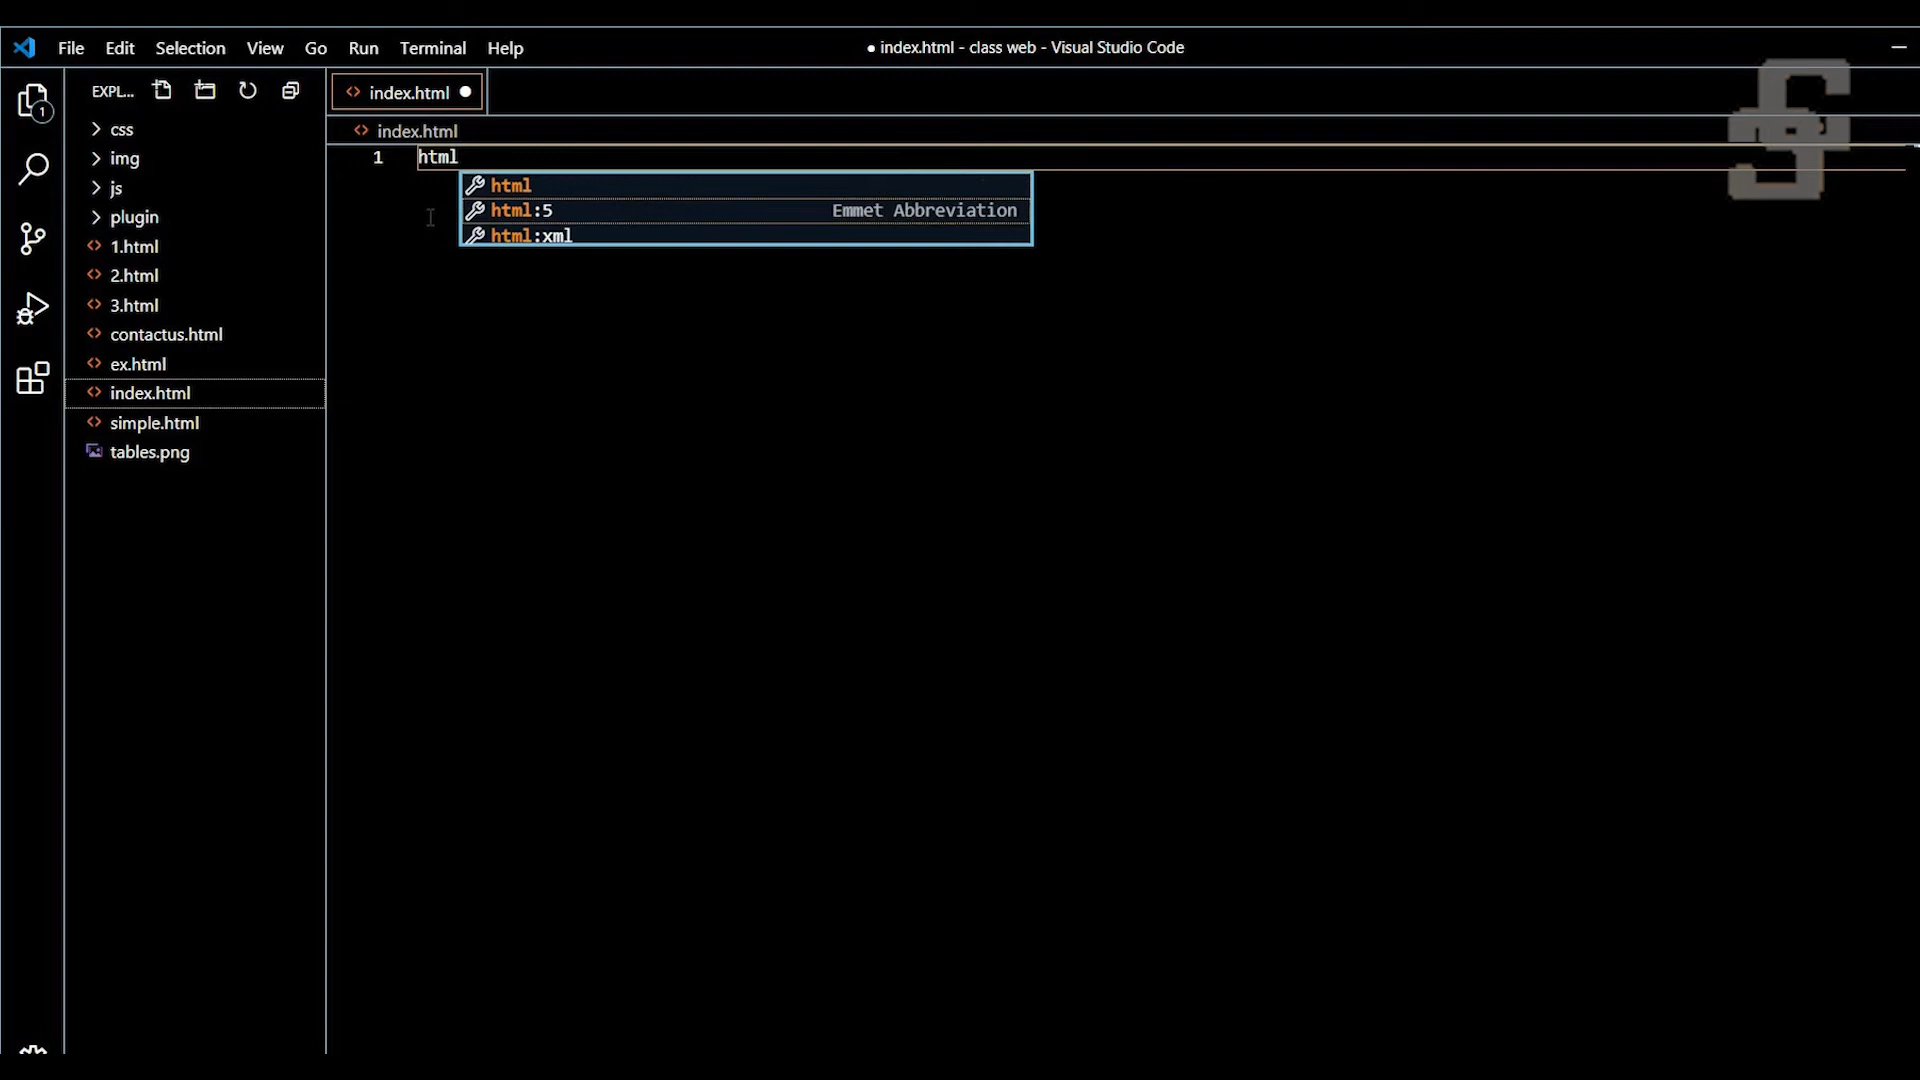 File Edit Selection View Go Run Terminal Help
● index.html - class web - Visual Studio Code
EXPL...
1
css
img
js
plugin
1.html
2.html
3.html
contactus.html
ex.html
index.html
simple.html
tables.png
index.html
index.html
1 html
html
html:5 Emmet Abbreviation
html:xml